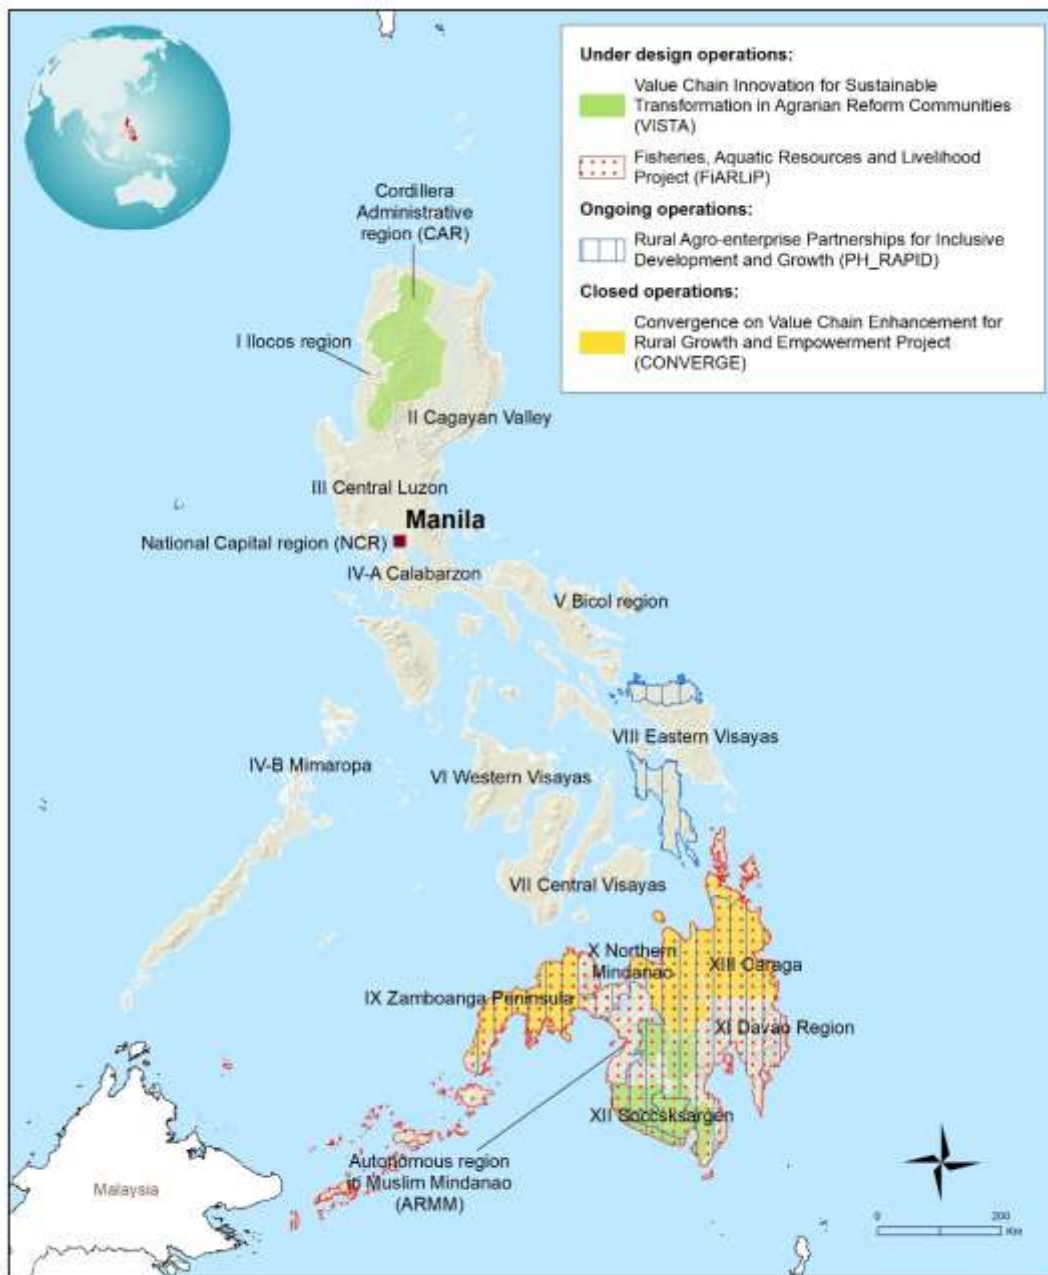 Under design operations:
Value Chain Innovation for Sustainable
Transformation in Agrarian Reform Communities
(VISTA)
Fisheries, Aquatic Resources and Livelihood
Project (FiARLiP)
Ongoing operations:
Rural Agro-enterprise Partnerships for Inclusive
Development and Growth (PH_RAPID)
Closed operations:
Convergence on Value Chain Enhancement for
Rural Growth and Empowerment Project
(CONVERGE)
Cordillera
Administrative
region (CAR)
I Ilocos region
II Cagayan Valley
III Central Luzon
Manila
National Capital region (NCR)
IV-A Calabarzon
V Bicol region
VIII Eastern Visayas
IV-B Mimaropa
VI Western Visayas
VII Central Visayas
X Northern
Mindanao
XIII Caraga
IX Zamboanga Peninsula
XI Davao Region
XII Soccsksargen
Autonomous region
in Muslim Mindanao
(ARMM)
Malaysia
0 200
Km